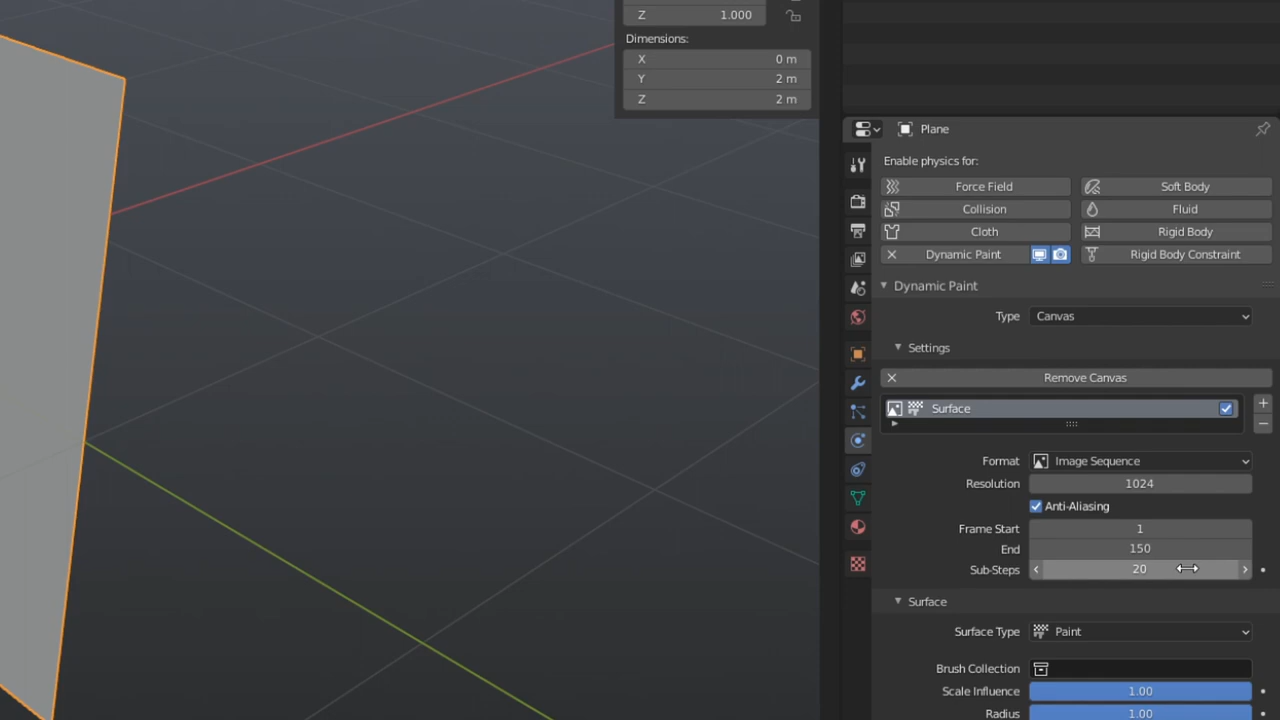 Z 1.000
Dimensions:
X 0 m
Y 2 m
Z 2 m
Plane
Enable physics for:
Force Field Soft Body
Collision Fluid
Cloth Rigid Body
Dynamic Paint Rigid Body Constraint
Dynamic Paint
Type Canvas
Settings
Remove Canvas
Surface
Format Image Sequence
Resolution 1024
Anti-Aliasing
Frame Start 1
End 150
Sub-Steps 20
Surface
Surface Type Paint
Brush Collection
Scale Influence 1.00
Radius 1.00